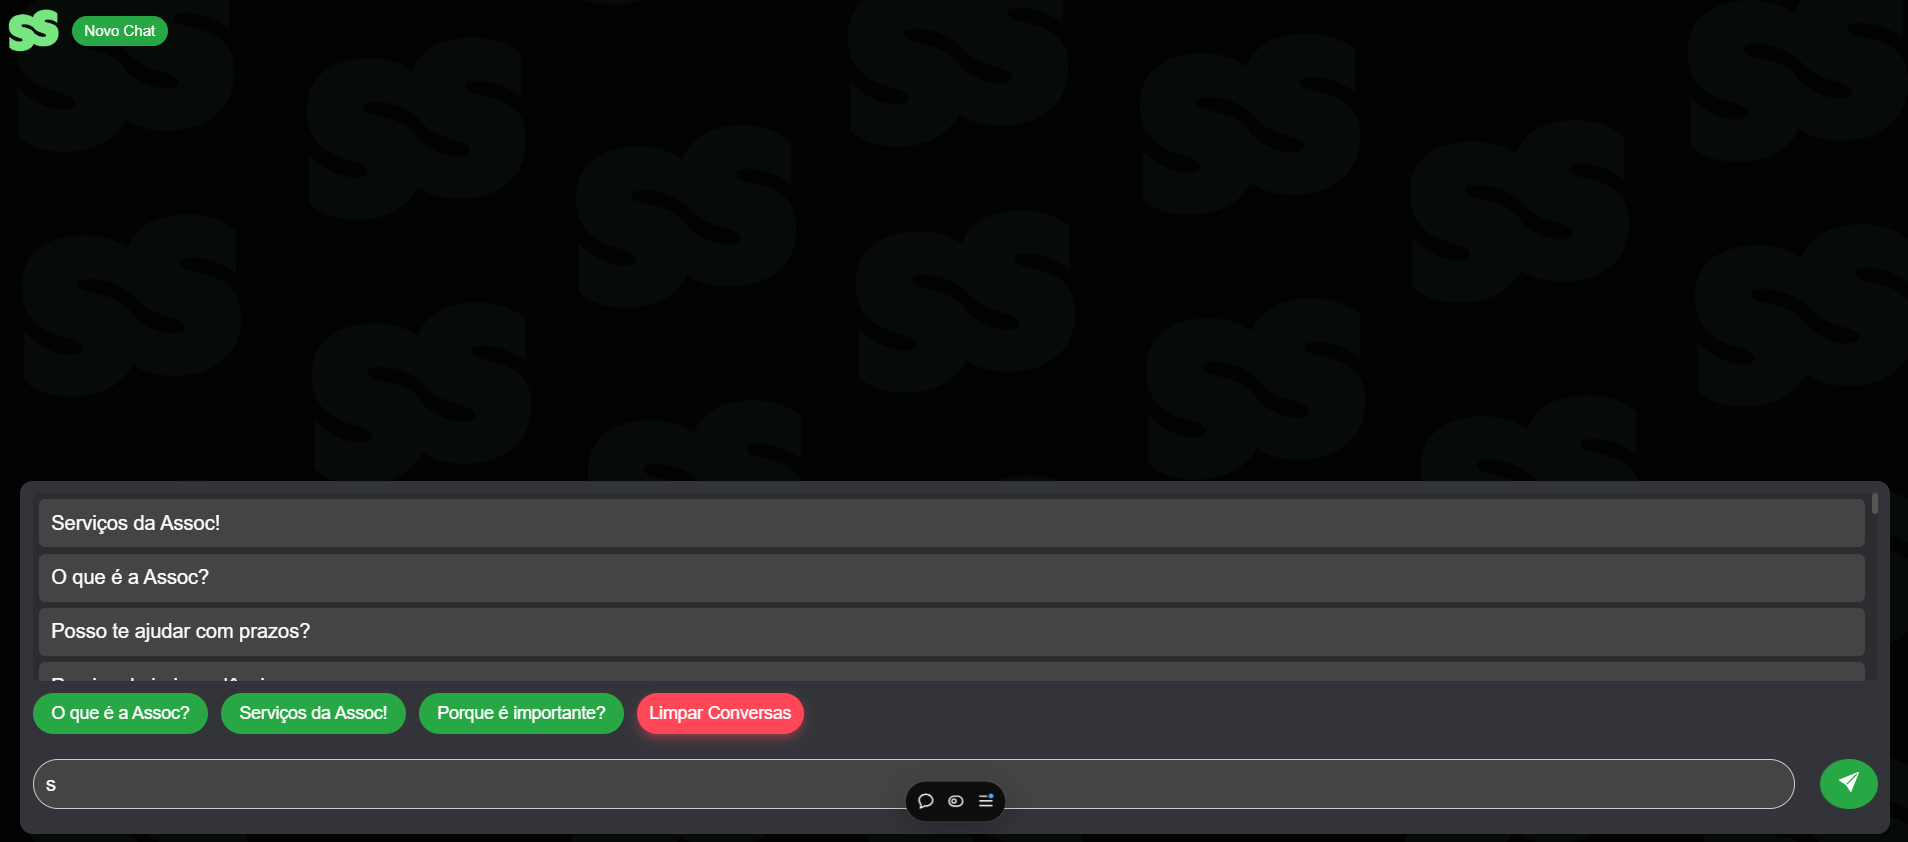 SS Novo Chat
Serviços da Assoc!
O que é a Assoc?
Posso te ajudar com prazos?
O que é a Assoc? Serviços da Assoc! Porque é importante? Limpar Conversas
s